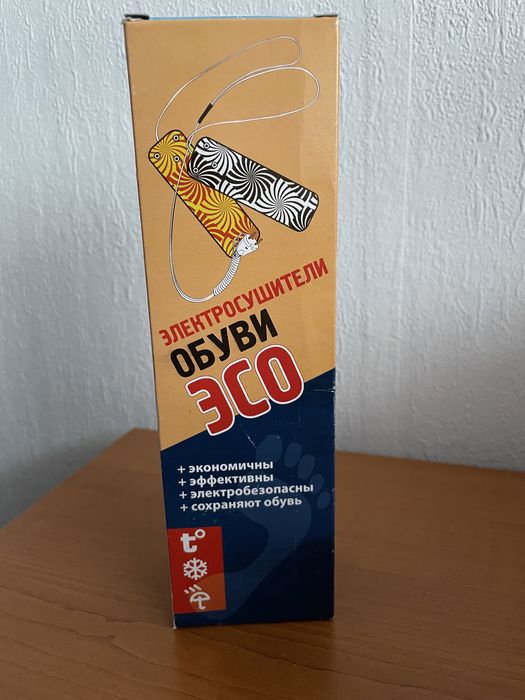 ЭЛЕКТРОСУШИТЕЛИ
ОБУВИ
ЭСО
+ экономичны
+ эффективны
+ электробезопасны
+ сохраняют обувь
t°